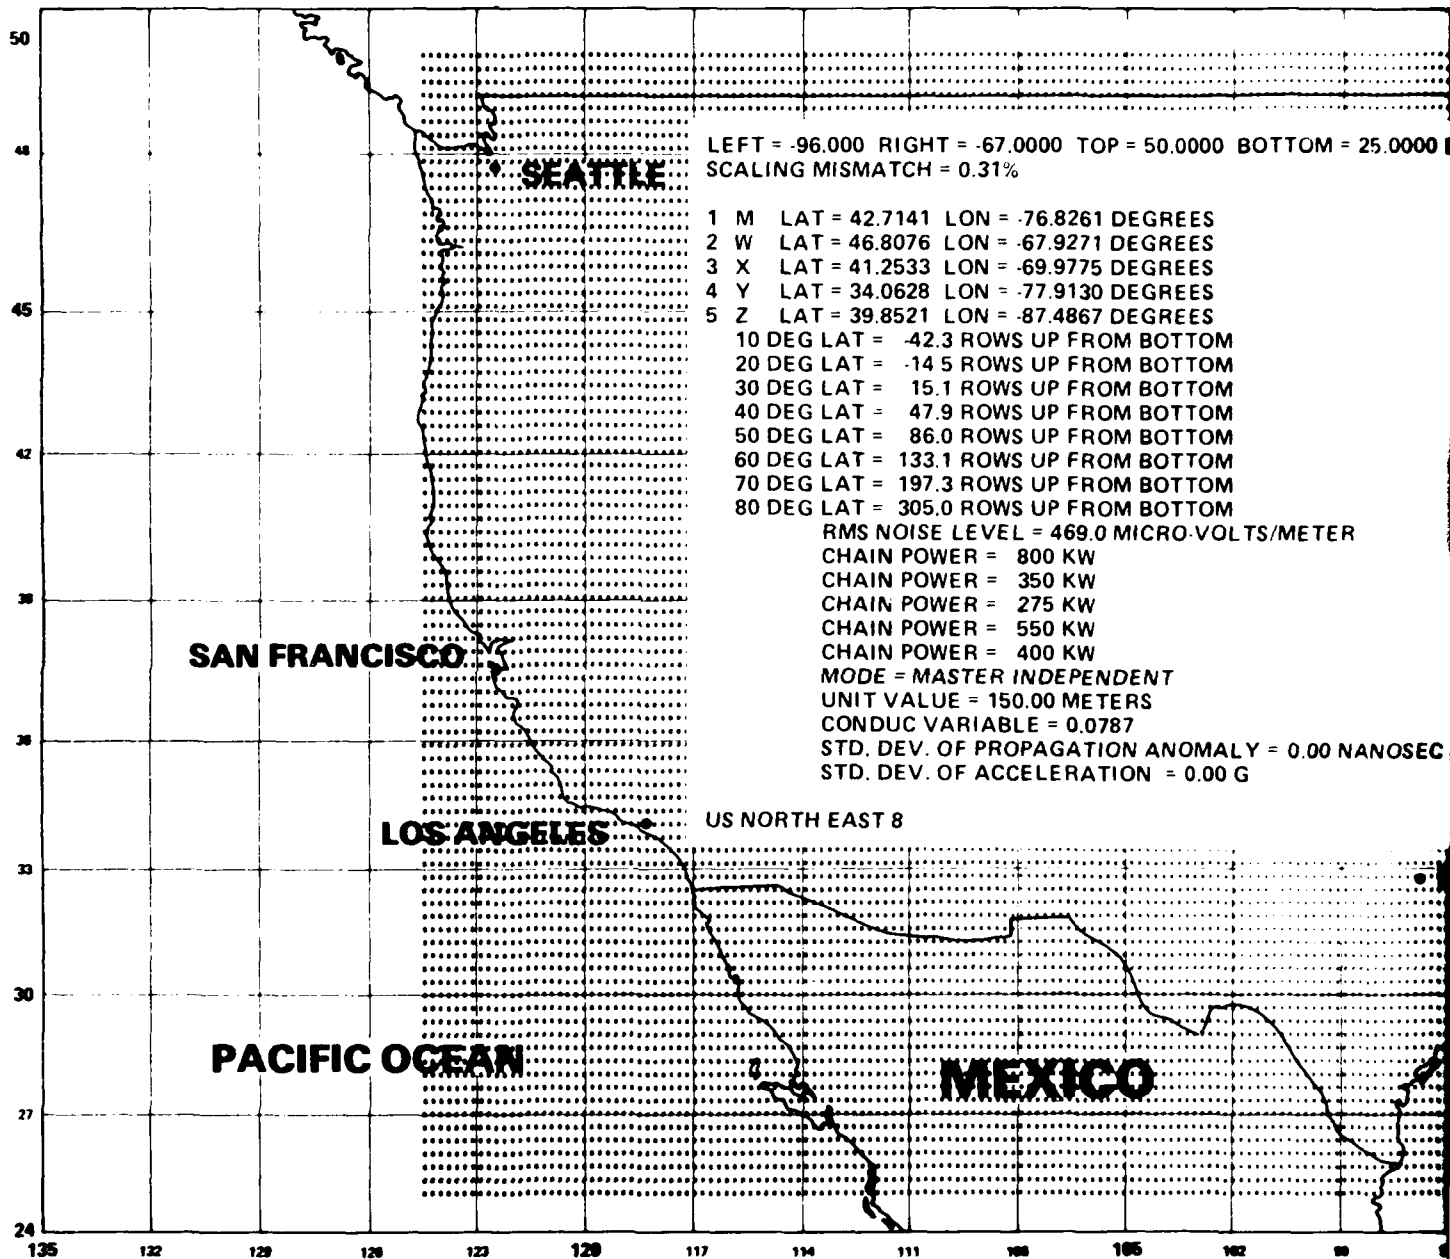 50
LEFT = -96.000 RIGHT = -67.0000 TOP = 50.0000 BOTTOM = 25.0000
SCALING MISMATCH = 0.31%
48
SEATTLE
1 M LAT = 42.7141 LON = -76.8261 DEGREES
2 W LAT = 46.8076 LON = -67.9271 DEGREES
3 X LAT = 41.2533 LON = -69.9775 DEGREES
4 Y LAT = 34.0628 LON = -77.9130 DEGREES
5 Z LAT = 39.8521 LON = -87.4867 DEGREES
45
10 DEG LAT = -42.3 ROWS UP FROM BOTTOM
20 DEG LAT = -14 5 ROWS UP FROM BOTTOM
30 DEG LAT = 15.1 ROWS UP FROM BOTTOM
40 DEG LAT = 47.9 ROWS UP FROM BOTTOM
50 DEG LAT = 86.0 ROWS UP FROM BOTTOM
42
60 DEG LAT = 133.1 ROWS UP FROM BOTTOM
70 DEG LAT = 197.3 ROWS UP FROM BOTTOM
80 DEG LAT = 305.0 ROWS UP FROM BOTTOM
RMS NOISE LEVEL = 469.0 MICRO-VOLTS/METER
CHAIN POWER = 800 KW
CHAIN POWER = 350 KW
CHAIN POWER = 275 KW
CHAIN POWER = 550 KW
CHAIN POWER = 400 KW
SAN FRANCISCO
MODE = MASTER INDEPENDENT
UNIT VALUE = 150.00 METERS
CONDUC VARIABLE = 0.0787
36
STD. DEV. OF PROPAGATION ANOMALY = 0.00 NANOSEC
STD. DEV. OF ACCELERATION = 0.00 G
US NORTH EAST 8
LOS ANGELES
33
30
PACIFIC OCEAN
MEXICO
27
24
135 132 129 126 123 120 117 114 111 108 105 102 99